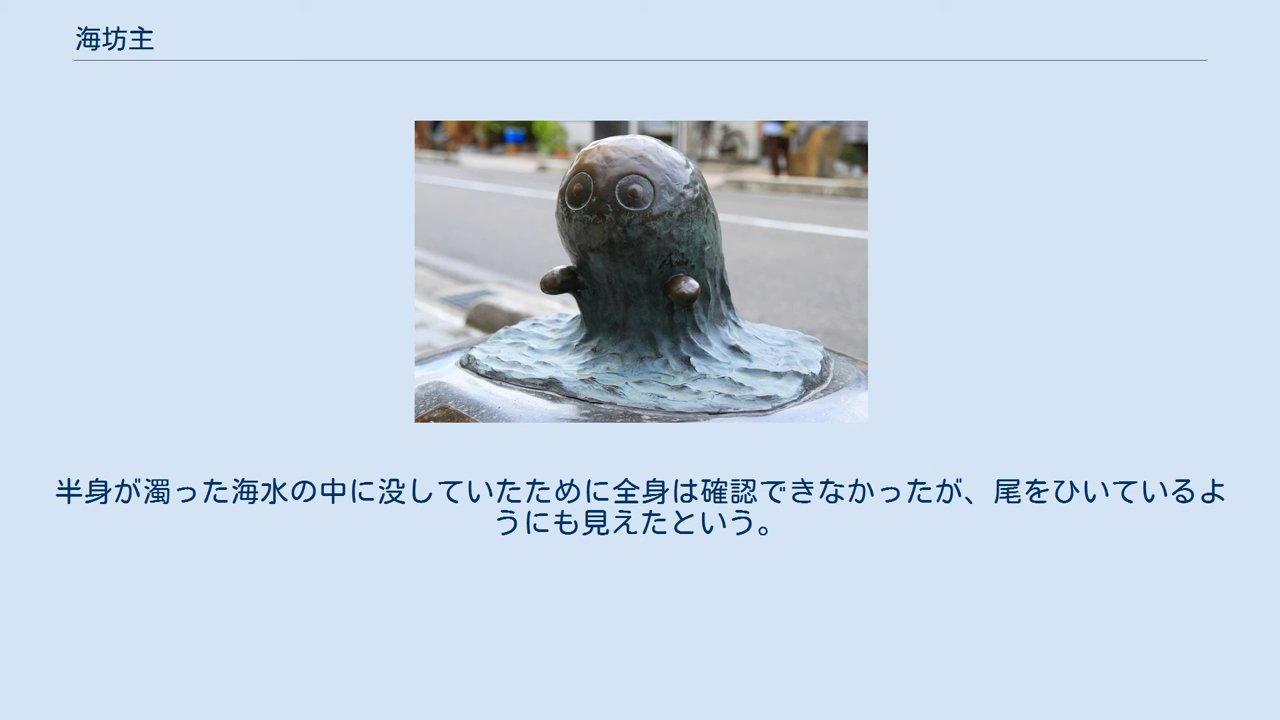 海坊主
半身が濁った海水の中に没していたために全身は確認できなかったが、尾をひいているよ
うにも見えたという。